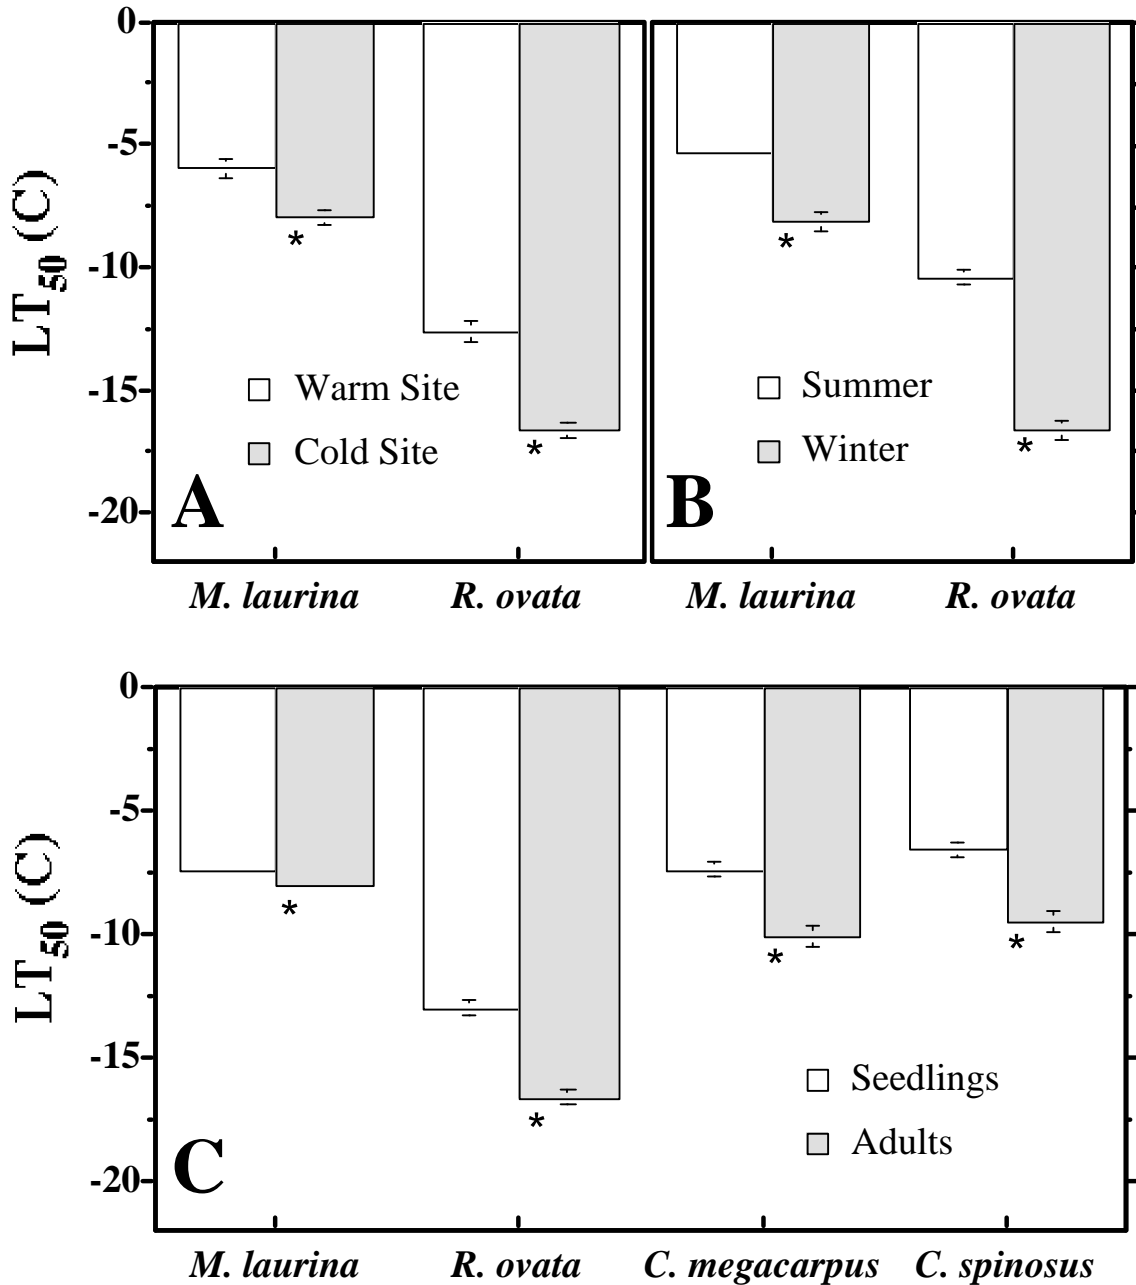 0
-5
-10
-15
-20
LT50 (C)
* * * *
Warm Site
Cold Site
A
Summer
Winter
B
M. laurina R. ovata M. laurina R. ovata
0
-5
-10
-15
-20
LT50 (C)
* * * *
Seedlings
Adults
C
M. laurina R. ovata C. megacarpus C. spinosus